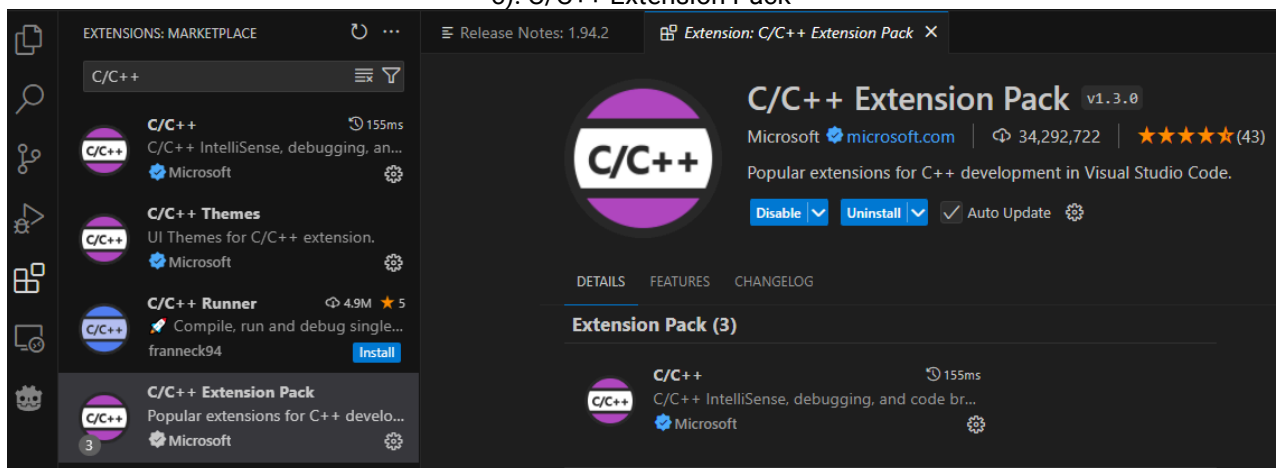 c). C/C++ Extension Pack
EXTENSIONS: MARKETPLACE
C/C++
C/C++
155ms
C/C++
C/C++ IntelliSense, debugging, an...
Microsoft
C/C++ Themes
C/C++
UI Themes for C/C++ extension.
Microsoft
C/C++ Runner
4.9M ★ 5
C/C++
🚀 Compile, run and debug single...
franneck94
Install
C/C++ Extension Pack
C/C++
Popular extensions for C++ develo...
3
Microsoft
Release Notes: 1.94.2
Extension: C/C++ Extension Pack
C/C++
C/C++ Extension Pack v1.3.0
Microsoft microsoft.com | 34,292,722 | ★★★★★(43)
Popular extensions for C++ development in Visual Studio Code.
Disable
Uninstall
Auto Update
DETAILS FEATURES CHANGELOG
Extension Pack (3)
C/C++
155ms
C/C++
C/C++ IntelliSense, debugging, and code br...
Microsoft